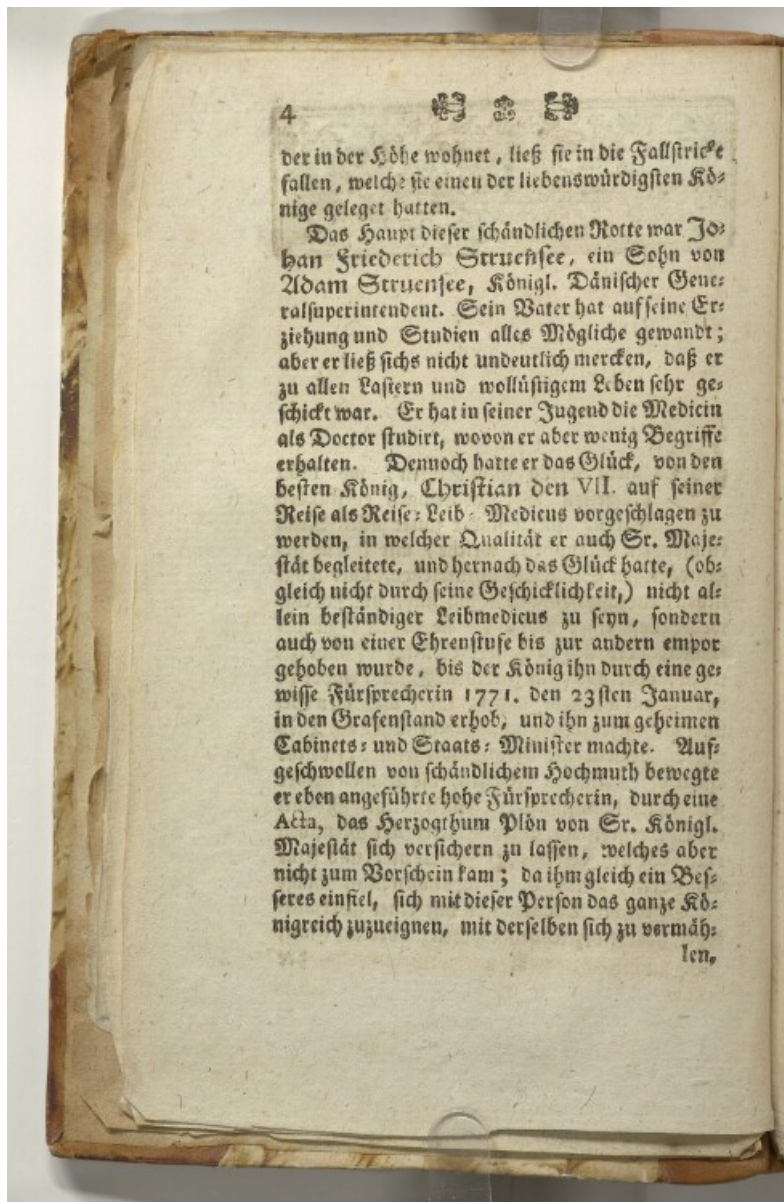 4
der in der Höhe wohnet, ließ sie in die Fallstricke
fallen, welche sie einen der liebenswürdigsten Kö-
nige geleget hatten.
Das Haupt dieser schändlichen Rotte war Jo-
han Friederich Struensee, ein Sohn von
Adam Struensee, Königl. Dänischer Gene-
ralsuperintendent. Sein Vater hat auf seine Er-
ziehung und Studien alles Mögliche gewandt;
aber er ließ sichs nicht undeutlich mercken, daß er
zu allen Lastern und wollüstigem Leben sehr ge-
schickt war. Er hat in seiner Jugend die Medicin
als Doctor studirt, wovon er aber wenig Begriffe
erhalten. Dennoch hatte er das Glück, von den
besten König, Christian den VII. auf seiner
Reise als Reise-Leib-Medicus vorgeschlagen zu
werden, in welcher Qualität er auch Sr. Maje-
stät begleitete, und hernach das Glück hatte, (ob-
gleich nicht durch seine Geschicklichkeit,) nicht al-
lein beständiger Leibmedicus zu seyn, sondern
auch von einer Ehrenstufe bis zur andern empor
gehoben wurde, bis der König ihn durch eine ge-
wisse Fürsprecherin 1771. den 23sten Januar,
in den Grafenstand erhob, und ihn zum geheimen
Cabinets- und Staats-Minister machte. Auf-
geschwollen von schändlichem Hochmuth bewegte
er eben angeführte hohe Fürsprecherin, durch eine
Acta, das Herzogthum Plön von Sr. Königl.
Majestät sich versichern zu lassen, welches aber
nicht zum Vorschein kam; da ihm gleich ein Bes-
seres einfiel, sich mit dieser Person das ganze Kö-
nigreich zuzueignen, mit derselben sich zu vermäh-
len,